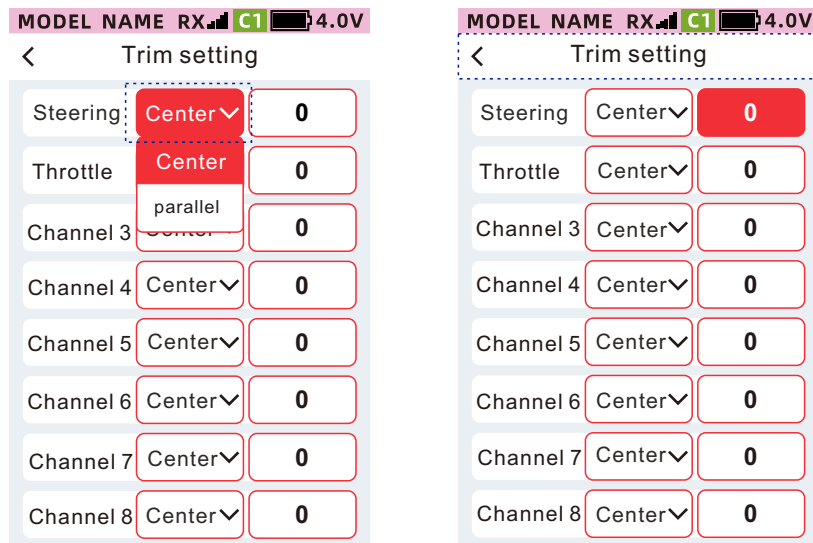 MODEL NAME RX C1 4.0V
Trim setting
Steering Center 0
Center
Throttle 0
parallel
Channel 3 0
Channel 4 Center 0
Channel 5 Center 0
Channel 6 Center 0
Channel 7 Center 0
Channel 8 Center 0
MODEL NAME RX C1 4.0V
Trim setting
Steering Center 0
Throttle Center 0
Channel 3 Center 0
Channel 4 Center 0
Channel 5 Center 0
Channel 6 Center 0
Channel 7 Center 0
Channel 8 Center 0